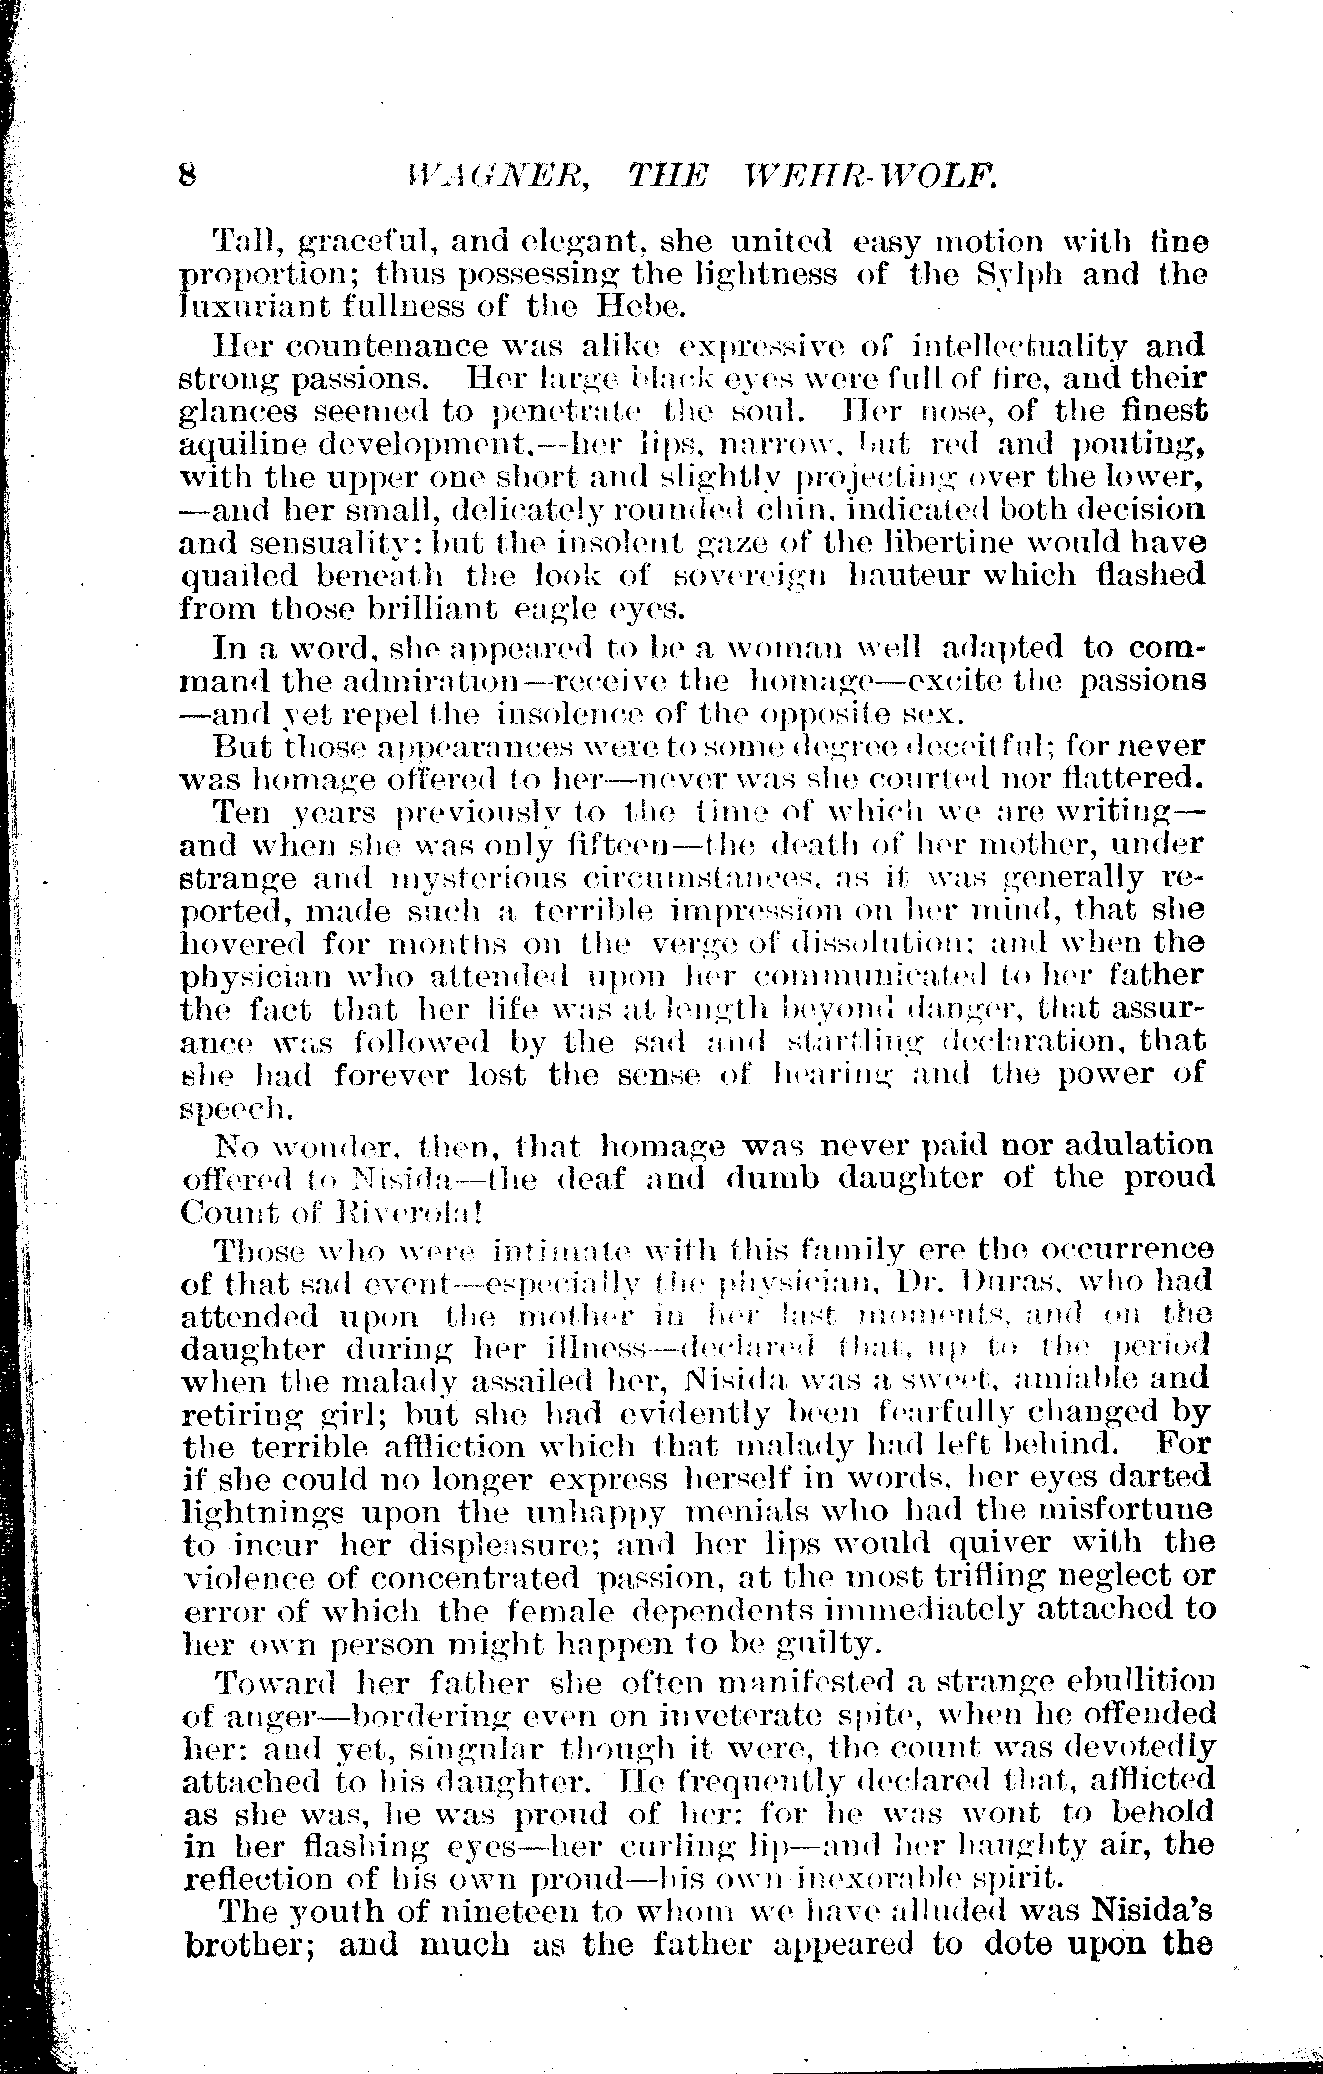 8 WAGNER, THE WEHR-WOLF.
Tall, graceful, and elegant, she united easy motion with fine
proportion; thus possessing the lightness of the Sylph and the
luxuriant fullness of the Hebe.
Her countenance was alike expressive of intellectuality and
strong passions. Her large black eyes were full of fire, and their
glances seemed to penetrate the soul. Her nose, of the finest
aquiline development,—her lips, narrow, but red and pouting,
with the upper one short and slightly projecting over the lower,
—and her small, delicately rounded chin, indicated both decision
and sensuality: but the insolent gaze of the libertine would have
quailed beneath the look of sovereign hauteur which flashed
from those brilliant eagle eyes.
In a word, she appeared to be a woman well adapted to com-
mand the admiration—receive the homage—excite the passions
—and yet repel the insolence of the opposite sex.
But those appearances were to some degree deceitful; for never
was homage offered to her—never was she courted nor flattered.
Ten years previously to the time of which we are writing—
and when she was only fifteen—the death of her mother, under
strange and mysterious circumstances, as it was generally re-
ported, made such a terrible impression on her mind, that she
hovered for months on the verge of dissolution; and when the
physician who attended upon her communicated to her father
the fact that her life was at length beyond danger, that assur-
ance was followed by the sad and startling declaration, that
she had forever lost the sense of hearing and the power of
speech.
No wonder, then, that homage was never paid nor adulation
offered to Nisida—the deaf and dumb daughter of the proud
Count of Riverola!
Those who were intimate with this family ere the occurrence
of that sad event—especially the physician, Dr. Duras, who had
attended upon the mother in her last moments, and on the
daughter during her illness—declared that, up to the period
when the malady assailed her, Nisida was a sweet, amiable and
retiring girl; but she had evidently been fearfully changed by
the terrible affliction which that malady had left behind. For
if she could no longer express herself in words, her eyes darted
lightnings upon the unhappy menials who had the misfortune
to incur her displeasure; and her lips would quiver with the
violence of concentrated passion, at the most trifling neglect or
error of which the female dependents immediately attached to
her own person might happen to be guilty.
Toward her father she often manifested a strange ebullition
of anger—bordering even on inveterate spite, when he offended
her: and yet, singular though it were, the count was devotedly
attached to his daughter. He frequently declared that, afflicted
as she was, he was proud of her: for he was wont to behold
in her flashing eyes—her curling lip—and her haughty air, the
reflection of his own proud—his own inexorable spirit.
The youth of nineteen to whom we have alluded was Nisida's
brother; and much as the father appeared to dote upon the